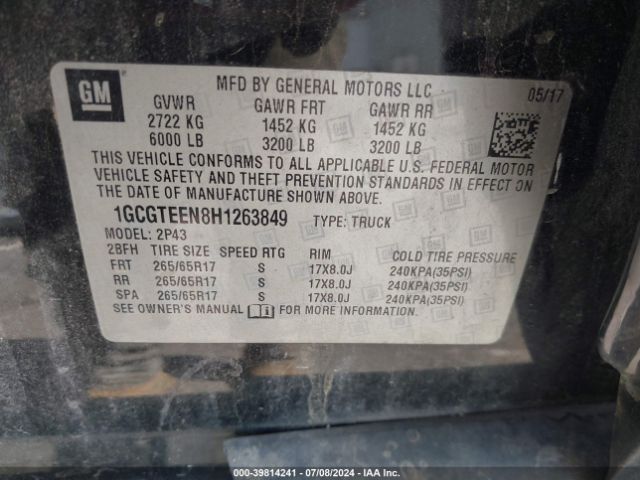 GM
MFD BY GENERAL MOTORS LLC 05/17
GVWR GAWR FRT GAWR RR
2722 KG 1452 KG 1452 KG
6000 LB 3200 LB 3200 LB
THIS VEHICLE CONFORMS TO ALL APPLICABLE U.S. FEDERAL MOTOR
VEHICLE SAFETY AND THEFT PREVENTION STANDARDS IN EFFECT ON
THE DATE OF MANUFACTURE SHOWN ABOVE.
1GCGTEEN8H1263849 TYPE: TRUCK
MODEL: 2P43
2BFH TIRE SIZE SPEED RTG RIM COLD TIRE PRESSURE
FRT 265/65R17 S 17X8.0J 240KPA(35PSI)
RR 265/65R17 S 17X8.0J 240KPA(35PSI)
SPA 265/65R17 S 17X8.0J 240KPA(35PSI)
SEE OWNER'S MANUAL FOR MORE INFORMATION.
000-39814241 - 07/08/2024 - IAA Inc.